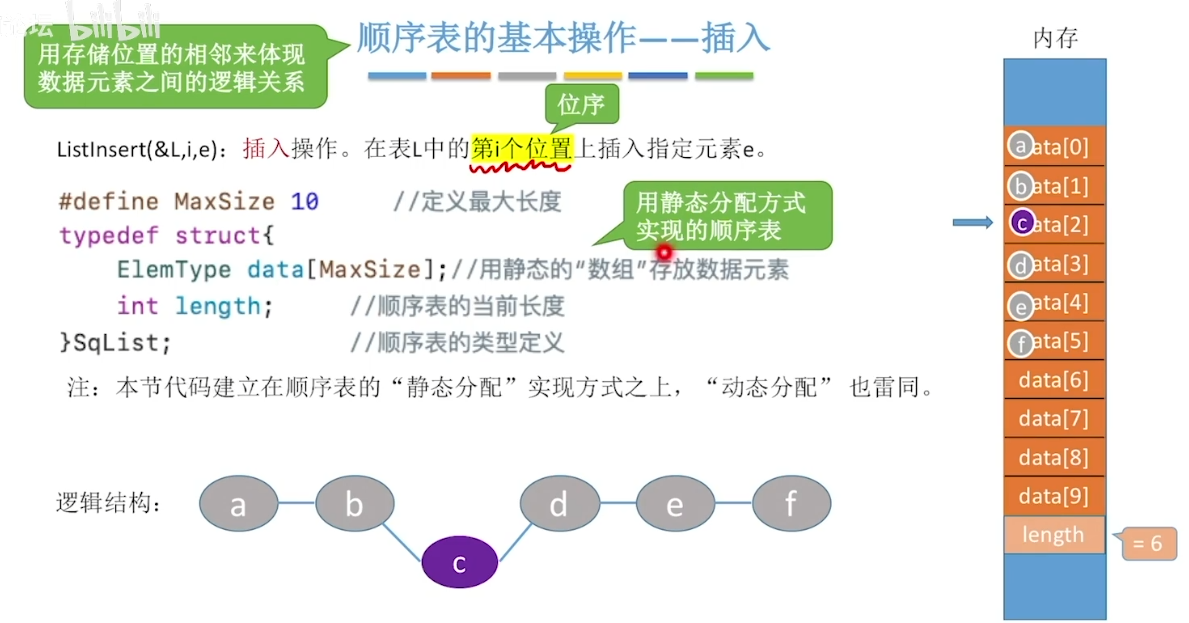 坛 bilibili
用存储位置的相邻来体现
数据元素之间的逻辑关系
顺序表的基本操作——插入
位序
ListInsert(&L,i,e)：插入操作。在表L中的第i个位置上插入指定元素e。
#define MaxSize 10 //定义最大长度
typedef struct{
ElemType data[MaxSize];//用静态的“数组”存放数据元素
int length; //顺序表的当前长度
}SqList; //顺序表的类型定义
用静态分配方式
实现的顺序表
注：本节代码建立在顺序表的“静态分配”实现方式之上，“动态分配” 也雷同。
逻辑结构：
a b d e f
c
内存
a ata[0]
b ata[1]
c ata[2]
d ata[3]
e ata[4]
f ata[5]
data[6]
data[7]
data[8]
data[9]
length
= 6